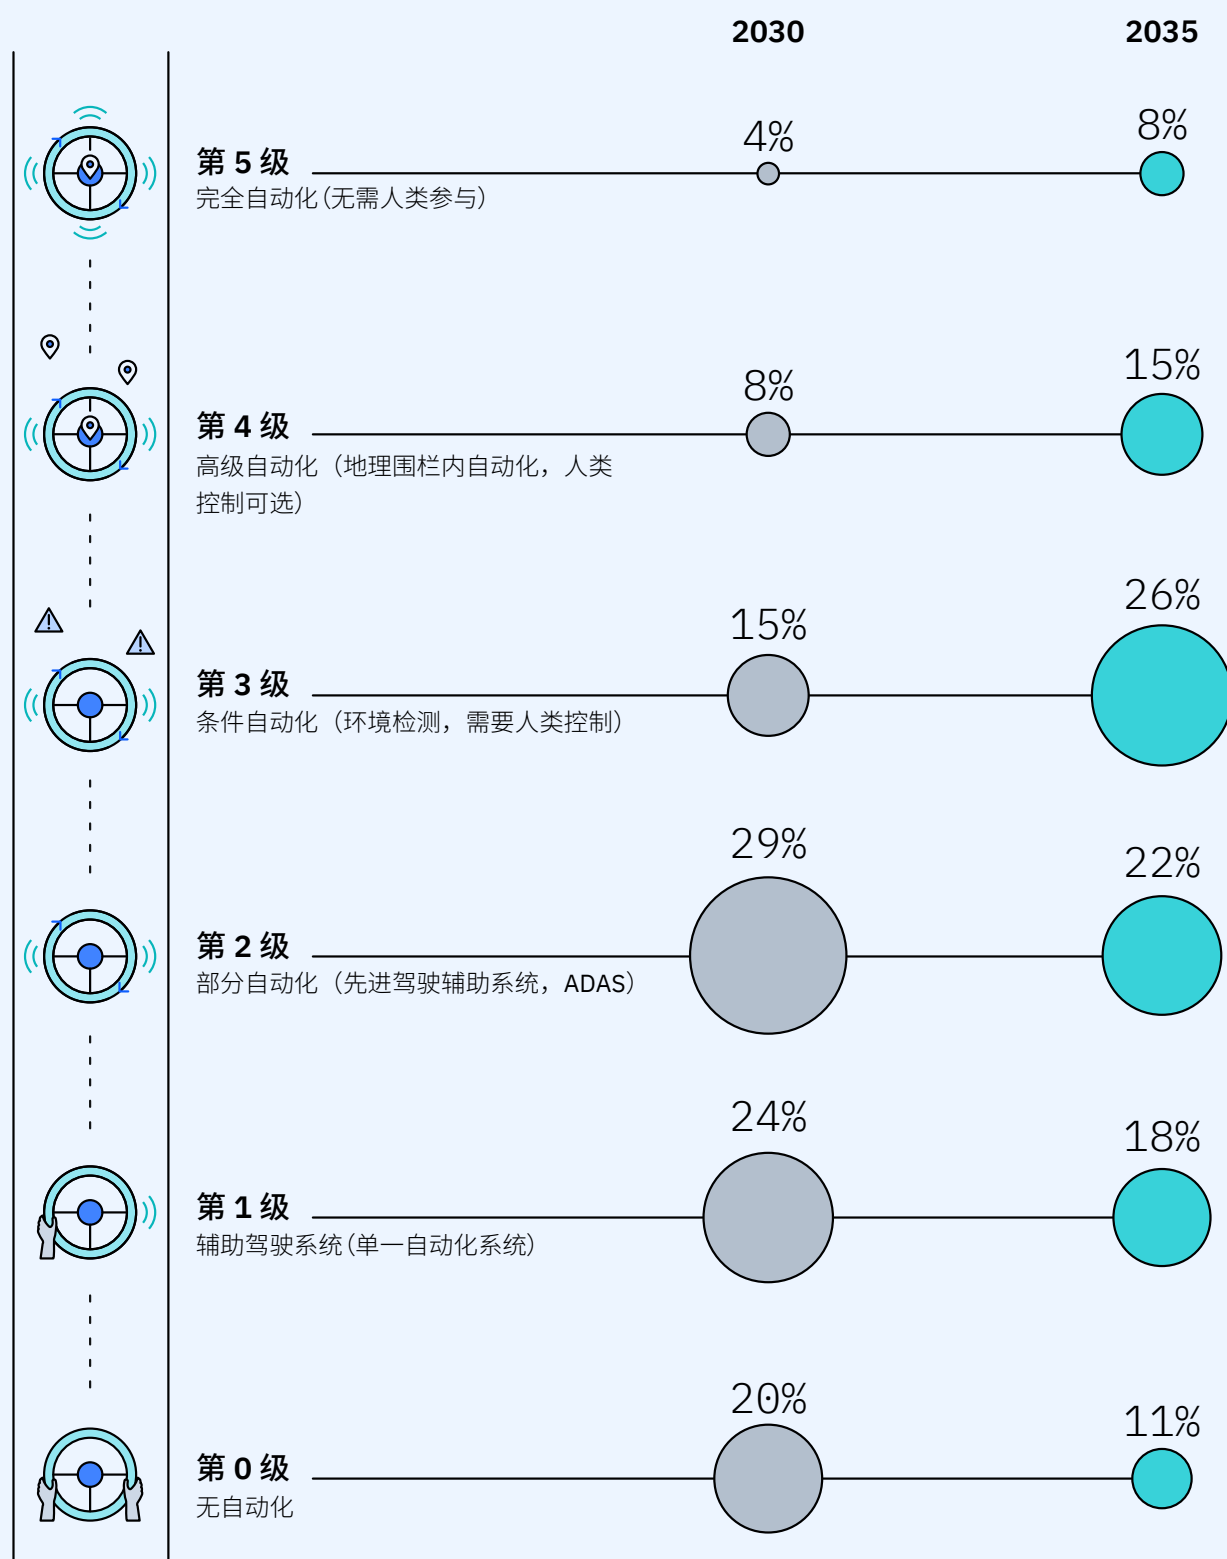 2030 2035
4% 8%
第 5 级
完全自动化(无需人类参与)
8% 15%
第 4 级
高级自动化（地理围栏内自动化，人类
控制可选）
15% 26%
第 3 级
条件自动化（环境检测，需要人类控制）
29% 22%
第 2 级
部分自动化（先进驾驶辅助系统，ADAS）
24% 18%
第 1 级
辅助驾驶系统(单一自动化系统)
20% 11%
第 0 级
无自动化